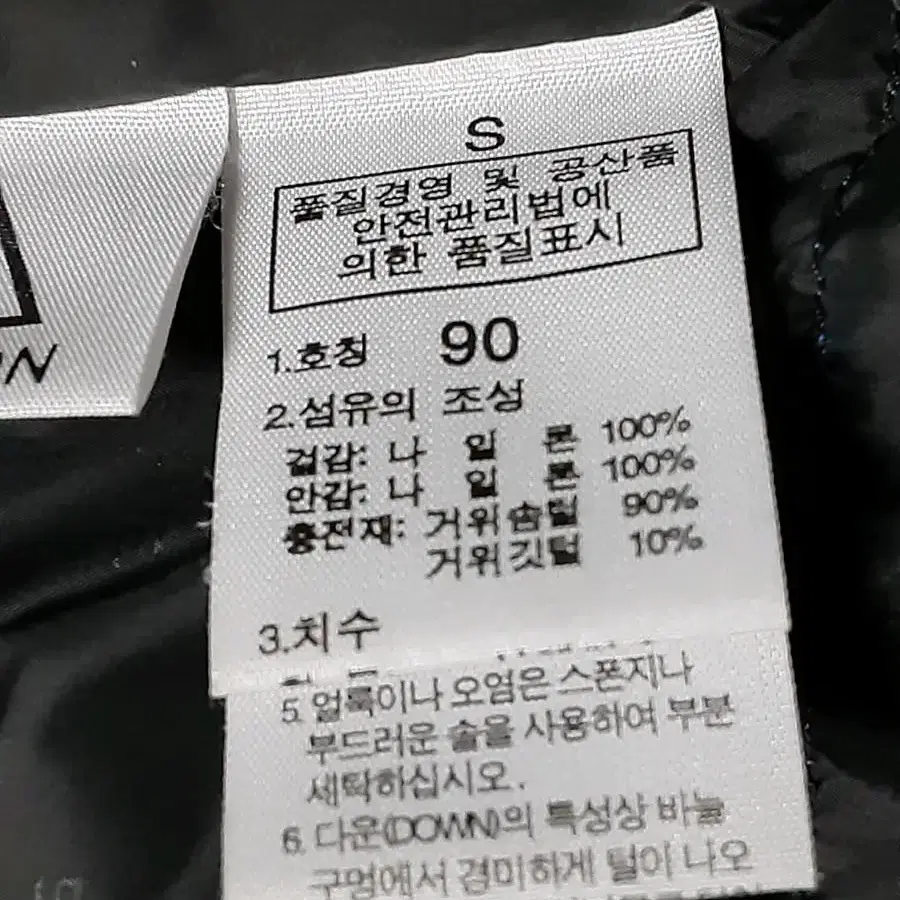 S
품질경영 및 공산품
안전관리법에
의한 품질표시
1.호칭 90
2.섬유의 조성
겉감: 나 일 론 100%
안감: 나 일 론 100%
충전재: 거위솜털 90%
거위깃털 10%
3.치수
5. 얼룩이나 오염은 스폰지나
부드러운 솔을 사용하여 부분
세탁하십시오.
6. 다운(DOWN)의 특성상 바늘
구멍에서 경미하게 털이 나오